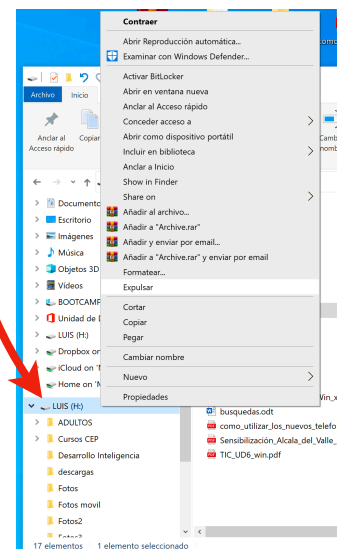 Contraer
Abrir Reproducción automática...
Examinar con Windows Defender...
Activar BitLocker
Abrir en ventana nueva
Anclar al Acceso rápido
Conceder acceso a
Abrir como dispositivo portátil
Incluir en biblioteca
Anclar a Inicio
Show in Finder
Share on
Añadir al archivo...
Añadir a "Archive.rar"
Añadir y enviar por email...
Añadir a "Archive.rar" y enviar por email
Formatear...
Expulsar
Cortar
Copiar
Pegar
Cambiar nombre
Nuevo
Propiedades
Archivo Inicio
Anclar al
Acceso rápido
Copiar
Escritorio
Imágenes
Música
Objetos 3D
Vídeos
BOOTCAMP
Unidad de
LUIS (H:)
Dropbox on
iCloud on
Home on
LUIS (H:)
ADULTOS
Cursos CEP
Desarrollo Inteligencia
descargas
Fotos
Fotos movil
Fotos2
busquedas.odt
como_utilizar_los_nuevos_telefo
Sensibilización_Alcala_del_Valle_
TIC_UD6_win.pdf
17 elementos 1 elemento seleccionado